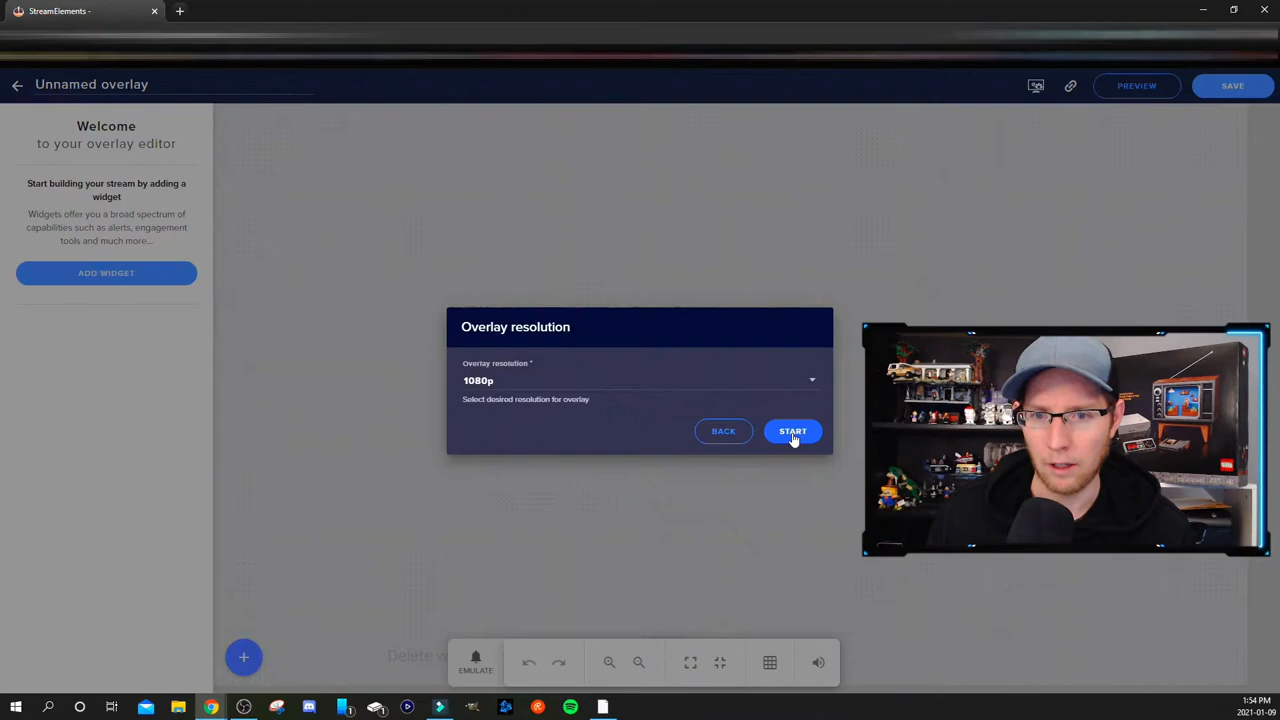 StreamElements -
Unnamed overlay
PREVIEW
SAVE
Welcome
to your overlay editor
Start building your stream by adding a
widget
Widgets offer you a broad spectrum of
capabilities such as alerts, engagement
tools and much more...
ADD WIDGET
Overlay resolution
Overlay resolution *
1080p
Select desired resolution for overlay
BACK
START
Delete w
EMULATE
1:54 PM
2021-01-09